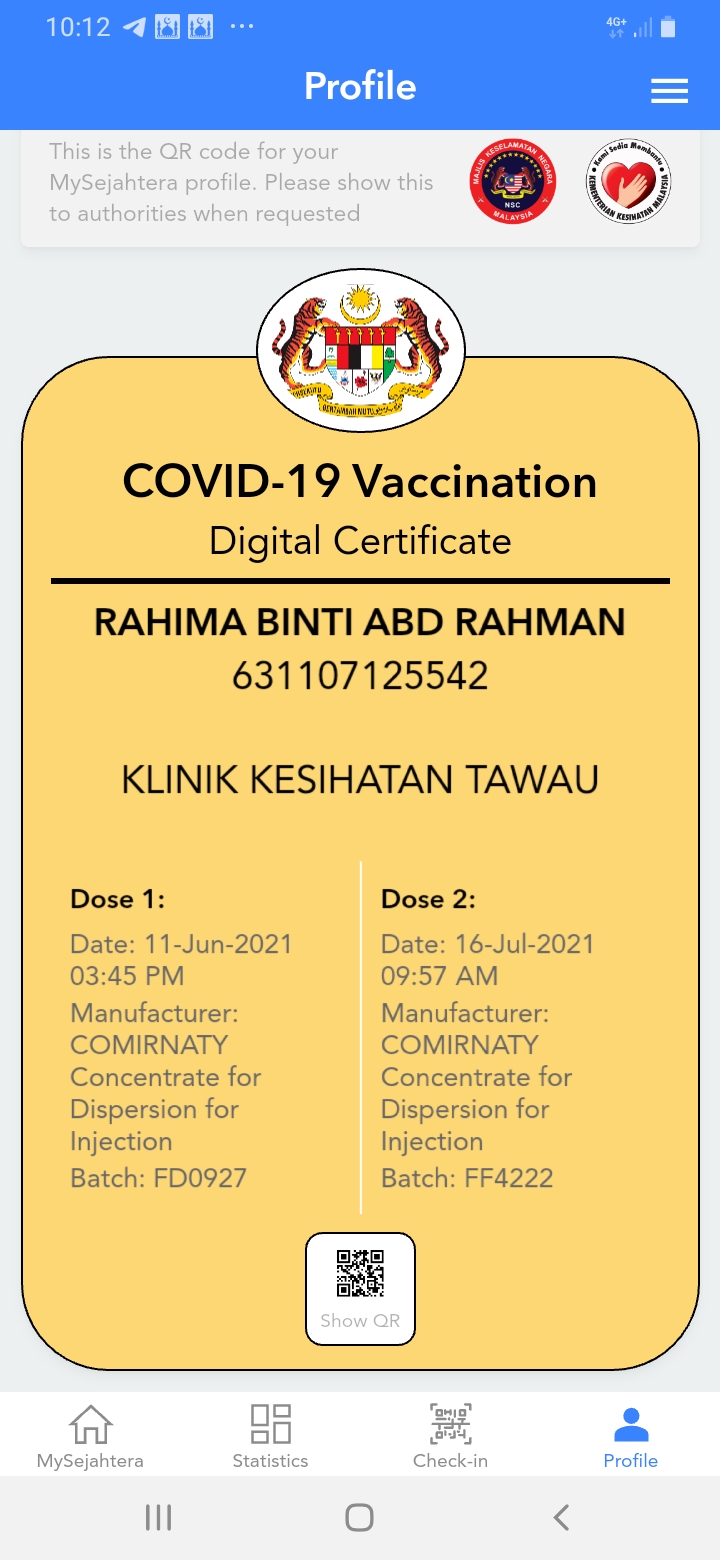 10:12
4G+
Profile
This is the QR code for your
MySejahtera profile. Please show this
to authorities when requested
MAJLIS KESELAMATAN NEGARA
NSC
MALAYSIA
Kami Sedia Membantu
KEMENTERIAN KESIHATAN MALAYSIA
BERTAMBAH MUTU
COVID-19 Vaccination
Digital Certificate
RAHIMA BINTI ABD RAHMAN
631107125542
KLINIK KESIHATAN TAWAU
Dose 1:
Date: 11-Jun-2021
03:45 PM
Manufacturer:
COMIRNATY
Concentrate for
Dispersion for
Injection
Batch: FD0927
Dose 2:
Date: 16-Jul-2021
09:57 AM
Manufacturer:
COMIRNATY
Concentrate for
Dispersion for
Injection
Batch: FF4222
Show QR
MySejahtera
Statistics
Check-in
Profile